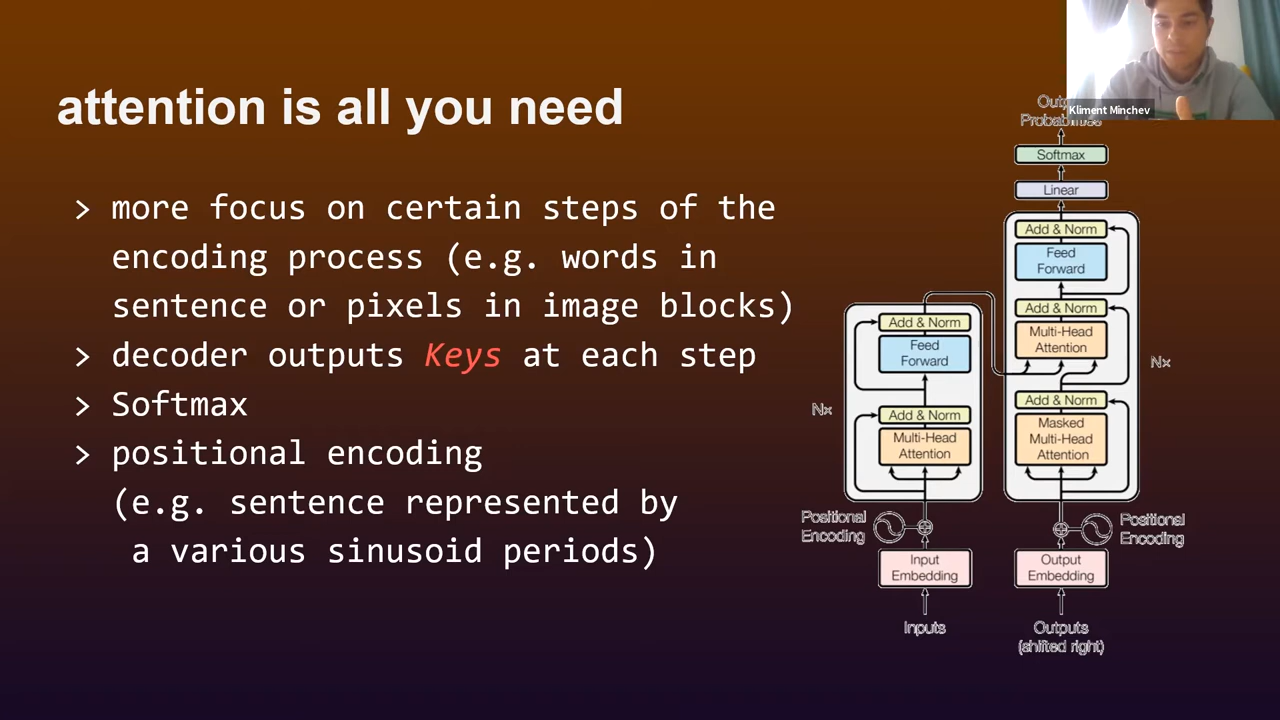 attention is all you need
> more focus on certain steps of the
encoding process (e.g. words in
sentence or pixels in image blocks)
> decoder outputs Keys at each step
> Softmax
> positional encoding
(e.g. sentence represented by
a various sinusoid periods)
Kliment Minchev
Softmax
Linear
Add & Norm
Feed
Forward
Add & Norm
Multi-Head
Attention
Nx
Add & Norm
Masked
Multi-Head
Attention
Add & Norm
Feed
Forward
Nx
Add & Norm
Multi-Head
Attention
Positional
Encoding
Positional
Encoding
Input
Embedding
Output
Embedding
Inputs
Outputs
(shifted right)